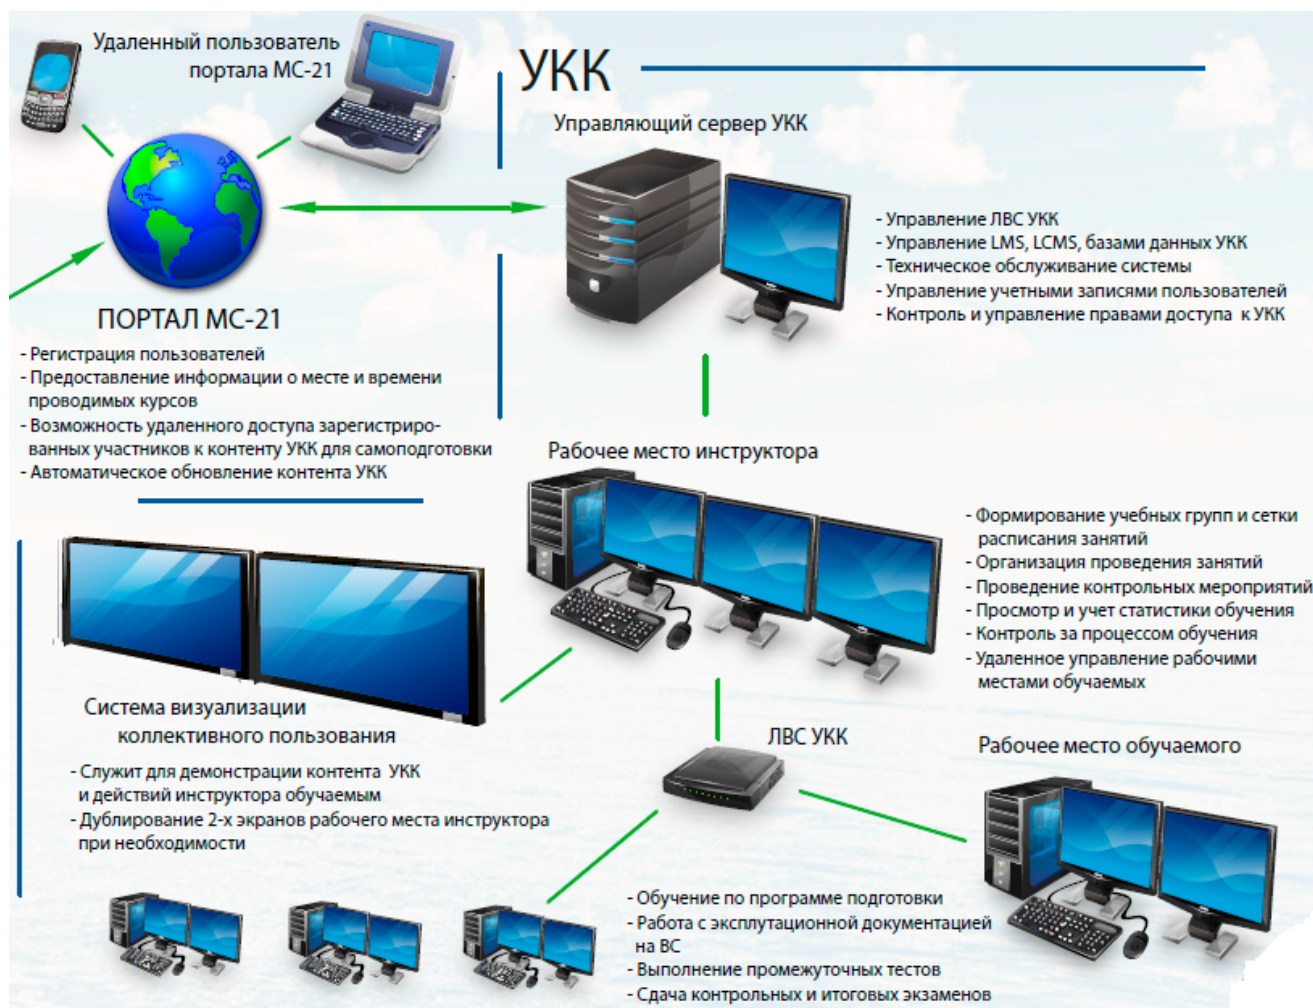 Удаленный пользователь
портала МС-21
УКК
Управляющий сервер УКК
- Управление ЛВС УКК
- Управление LMS, LCMS, базами данных УКК
- Техническое обслуживание системы
- Управление учетными записями пользователей
- Контроль и управление правами доступа к УКК
ПОРТАЛ МС-21
- Регистрация пользователей
- Предоставление информации о месте и времени
проводимых курсов
- Возможность удаленного доступа зарегистриро-
ванных участников к контенту УКК для самоподготовки
- Автоматическое обновление контента УКК
Рабочее место инструктора
- Формирование учебных групп и сетки
расписания занятий
- Организация проведения занятий
- Проведение контрольных мероприятий
- Просмотр и учет статистики обучения
- Контроль за процессом обучения
- Удаленное управление рабочими
местами обучаемых
Система визуализации
коллективного пользования
- Служит для демонстрации контента УКК
и действий инструктора обучаемым
- Дублирование 2-х экранов рабочего места инструктора
при необходимости
ЛВС УКК
Рабочее место обучаемого
- Обучение по программе подготовки
- Работа с эксплутационной документацией
на ВС
- Выполнение промежуточных тестов
- Сдача контрольных и итоговых экзаменов